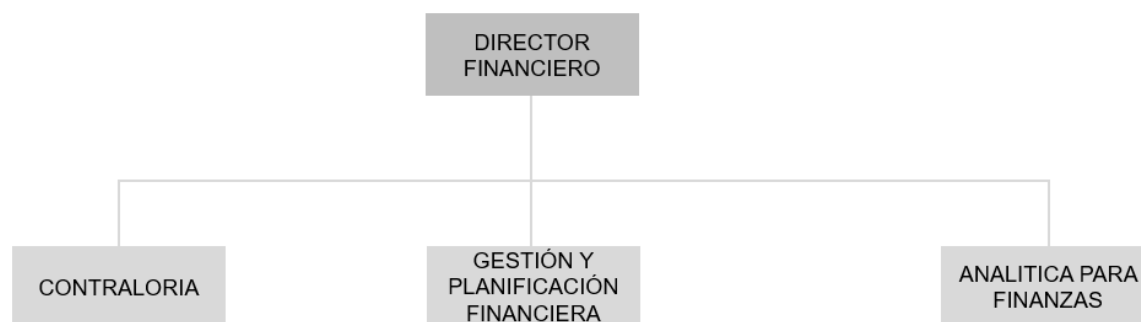 DIRECTOR
FINANCIERO
CONTRALORIA
GESTIÓN Y
PLANIFICACIÓN
FINANCIERA
ANALITICA PARA
FINANZAS